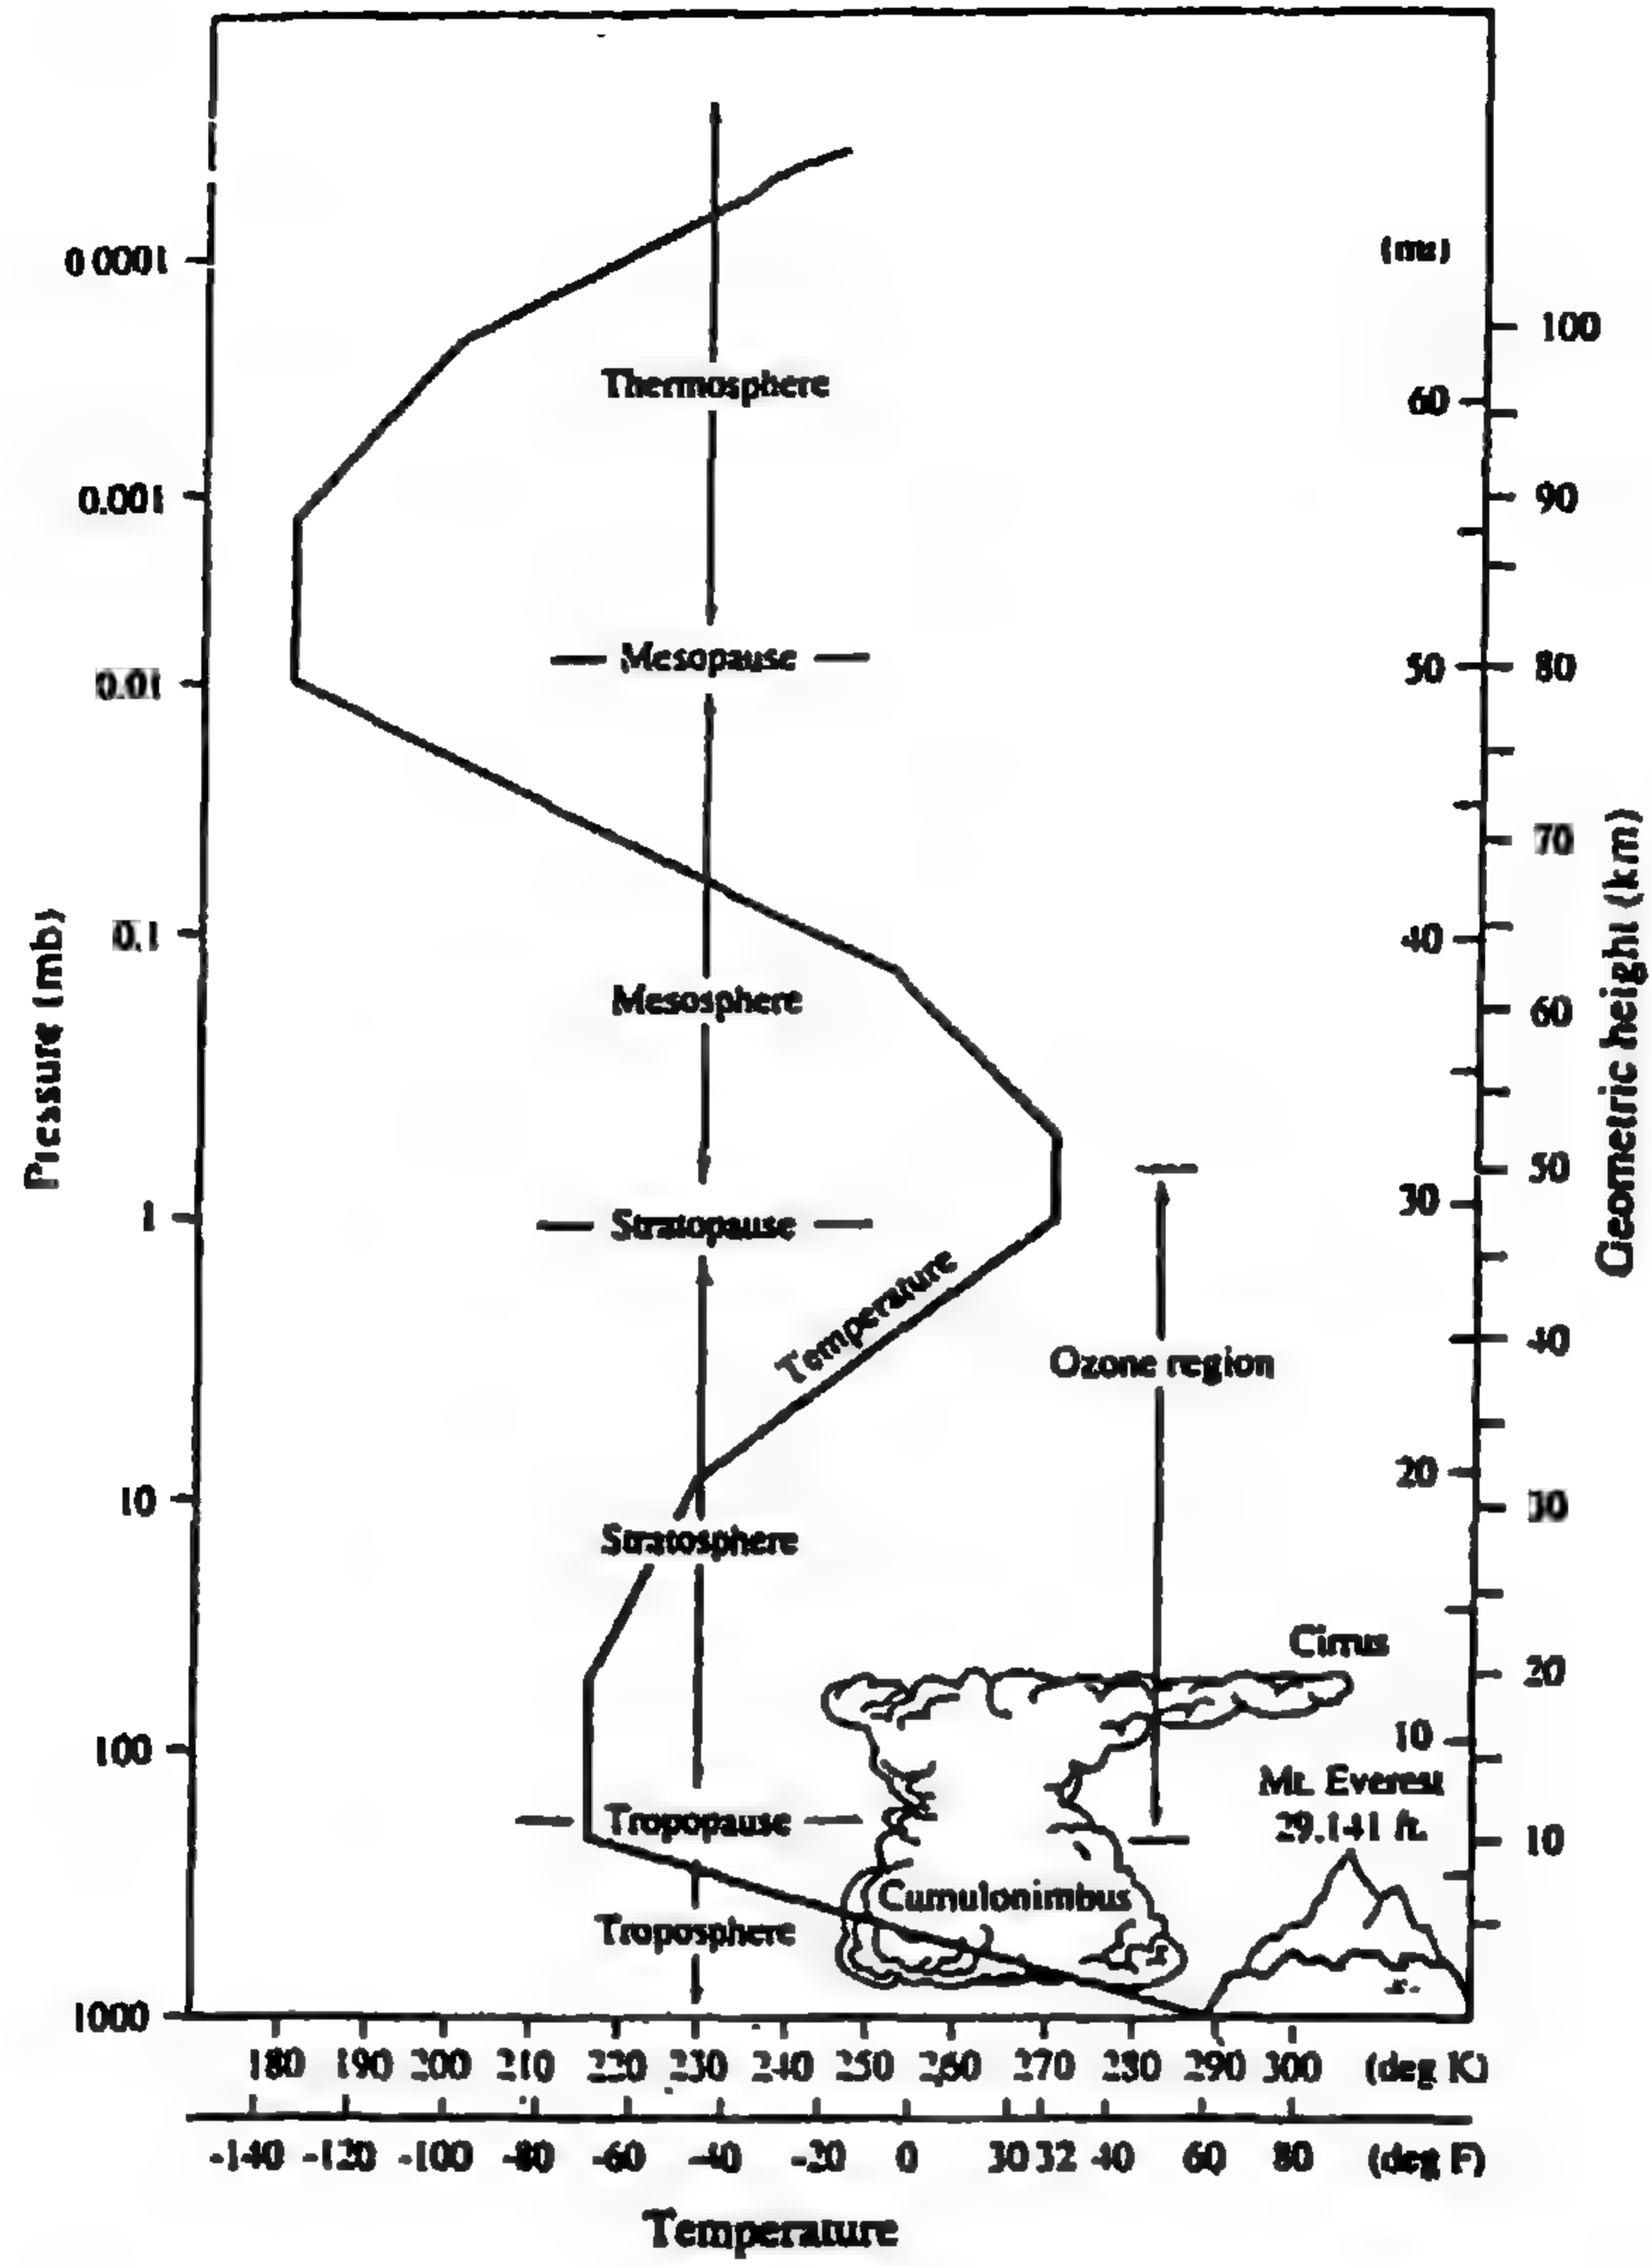 0 0001
(mi)
100
Thermosphere
60
0.001
90
Mesopause
0.01
50
80
70
Pressure (mb)
Geometric height (km)
0.1
40
Mesosphere
60
50
1
Stratopause
30
Temperature
Ozone region
40
20
10
30
Stratosphere
Cirrus
20
100
10
Mt. Everest
29.141 ft.
Tropopause
10
Cumulonimbus
Troposphere
1000
180 190 200 210 220 230 240 250 260 270 280 290 300 (deg K)
-140 -120 -100 -80 -60 -40 -20 0 30 32 40 60 80 (deg F)
Temperature